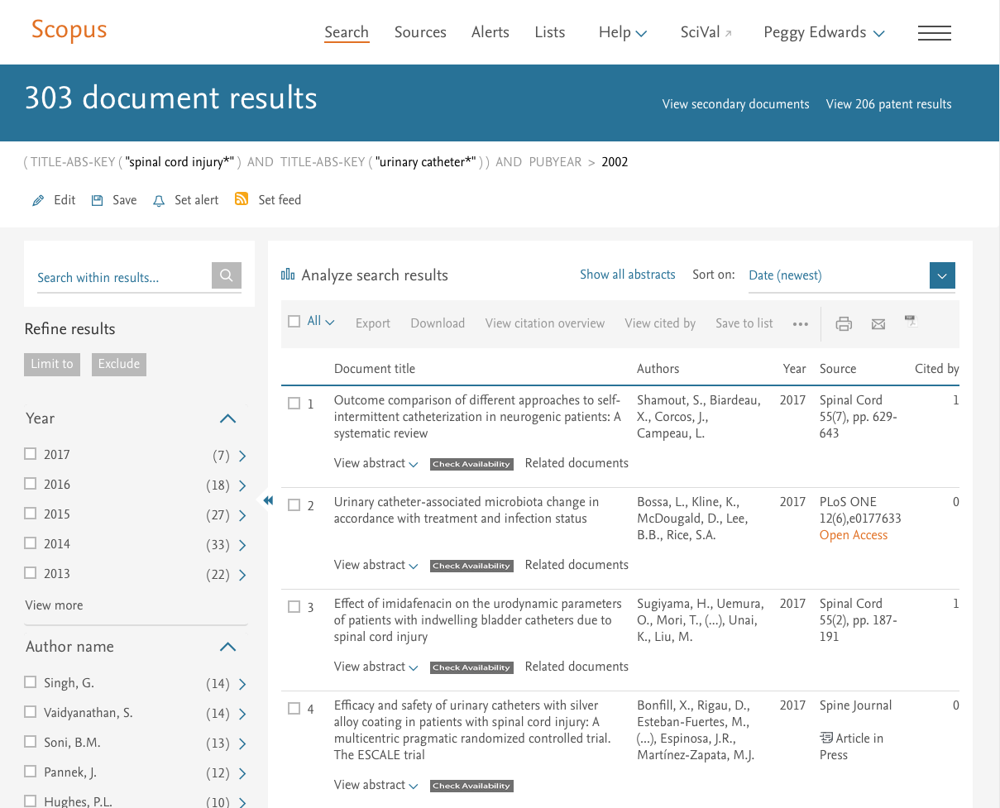 Scopus
Search Sources Alerts Lists Help SciVal Peggy Edwards
303 document results
View secondary documents View 206 patent results
( TITLE-ABS-KEY ( "spinal cord injury*" ) AND TITLE-ABS-KEY ( "urinary catheter*" ) ) AND PUBYEAR > 2002
Edit Save Set alert Set feed
Search within results...
Refine results
Limit to Exclude
Year
2017 (7)
2016 (18)
2015 (27)
2014 (33)
2013 (22)
View more
Author name
Singh, G. (14)
Vaidyanathan, S. (14)
Soni, B.M. (13)
Pannek, J. (12)
Hughes, P.L. (10)
Analyze search results Show all abstracts Sort on: Date (newest)
All Export Download View citation overview View cited by Save to list •••
Document title Authors Year Source Cited by
1 Outcome comparison of different approaches to self- Shamout, S., Biardeau, 2017 Spinal Cord 1
intermittent catheterization in neurogenic patients: A X., Corcos, J., 55(7), pp. 629-
systematic review Campeau, L. 643
View abstract Check Availability Related documents
2 Urinary catheter-associated microbiota change in Bossa, L., Kline, K., 2017 PLoS ONE 0
accordance with treatment and infection status McDougald, D., Lee, 12(6),e0177633
B.B., Rice, S.A. Open Access
View abstract Check Availability Related documents
3 Effect of imidafenacin on the urodynamic parameters Sugiyama, H., Uemura, 2017 Spinal Cord 1
of patients with indwelling bladder catheters due to O., Mori, T., (...), Unai, 55(2), pp. 187-
spinal cord injury K., Liu, M. 191
View abstract Check Availability Related documents
4 Efficacy and safety of urinary catheters with silver Bonfill, X., Rigau, D., 2017 Spine Journal 0
alloy coating in patients with spinal cord injury: A Esteban-Fuertes, M.,
multicentric pragmatic randomized controlled trial. (...), Espinosa, J.R., Article in
The ESCALE trial Martínez-Zapata, M.J. Press
View abstract Check Availability